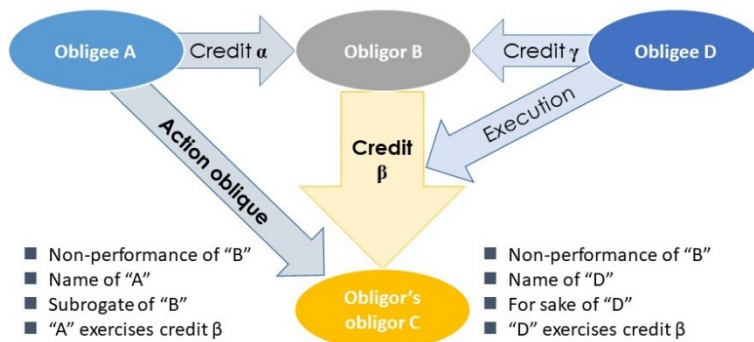 Obligee A
Credit α
Obligor B
Credit γ
Obligee D
Action oblique
Credit
β
Execution
■ Non-performance of “B”
■ Name of “A”
■ Subrogate of “B”
■ “A” exercises credit β
Obligor’s
obligor C
■ Non-performance of “B”
■ Name of “D”
■ For sake of “D”
■ “D” exercises credit β